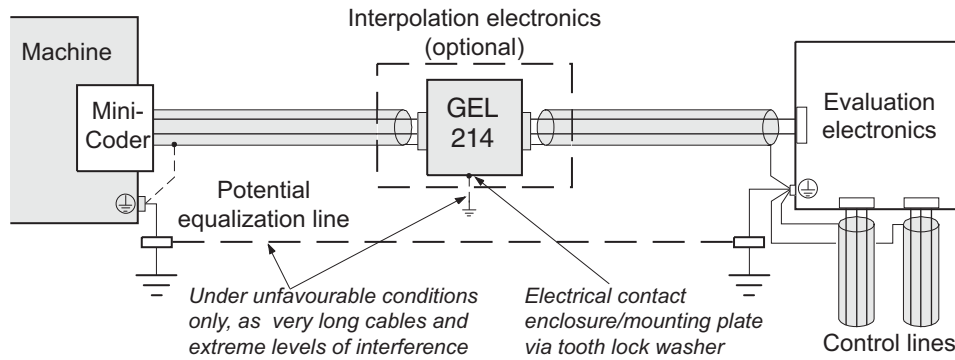 Interpolation electronics
(optional)
Machine
Mini-
Coder
GEL
214
Evaluation
electronics
Potential
equalization line
Under unfavourable conditions
only, as very long cables and
extreme levels of interference
Electrical contact
enclosure/mounting plate
via tooth lock washer
Control lines